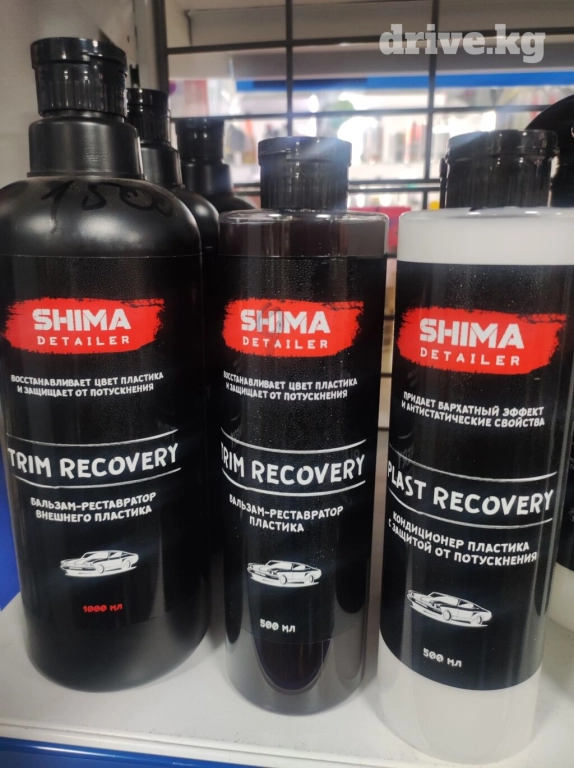 drive.kg
1500
SHIMA
DETAILER
ВОССТАНАВЛИВАЕТ ЦВЕТ ПЛАСТИКА
И ЗАЩИЩАЕТ ОТ ПОТУСКНЕНИЯ
TRIM RECOVERY
БАЛЬЗАМ-РЕСТАВРАТОР
ВНЕШНЕГО ПЛАСТИКА
1000 МЛ
SHIMA
DETAILER
ВОССТАНАВЛИВАЕТ ЦВЕТ ПЛАСТИКА
И ЗАЩИЩАЕТ ОТ ПОТУСКНЕНИЯ
TRIM RECOVERY
БАЛЬЗАМ-РЕСТАВРАТОР
ПЛАСТИКА
500 МЛ
SHIMA
DETAILER
ПРИДАЕТ БАРХАТНЫЙ ЭФФЕКТ
И АНТИСТАТИЧЕСКИЕ СВОЙСТВА
PLAST RECOVERY
КОНДИЦИОНЕР ПЛАСТИКА
С ЗАЩИТОЙ ОТ ПОТУСКНЕНИЯ
500 МЛ